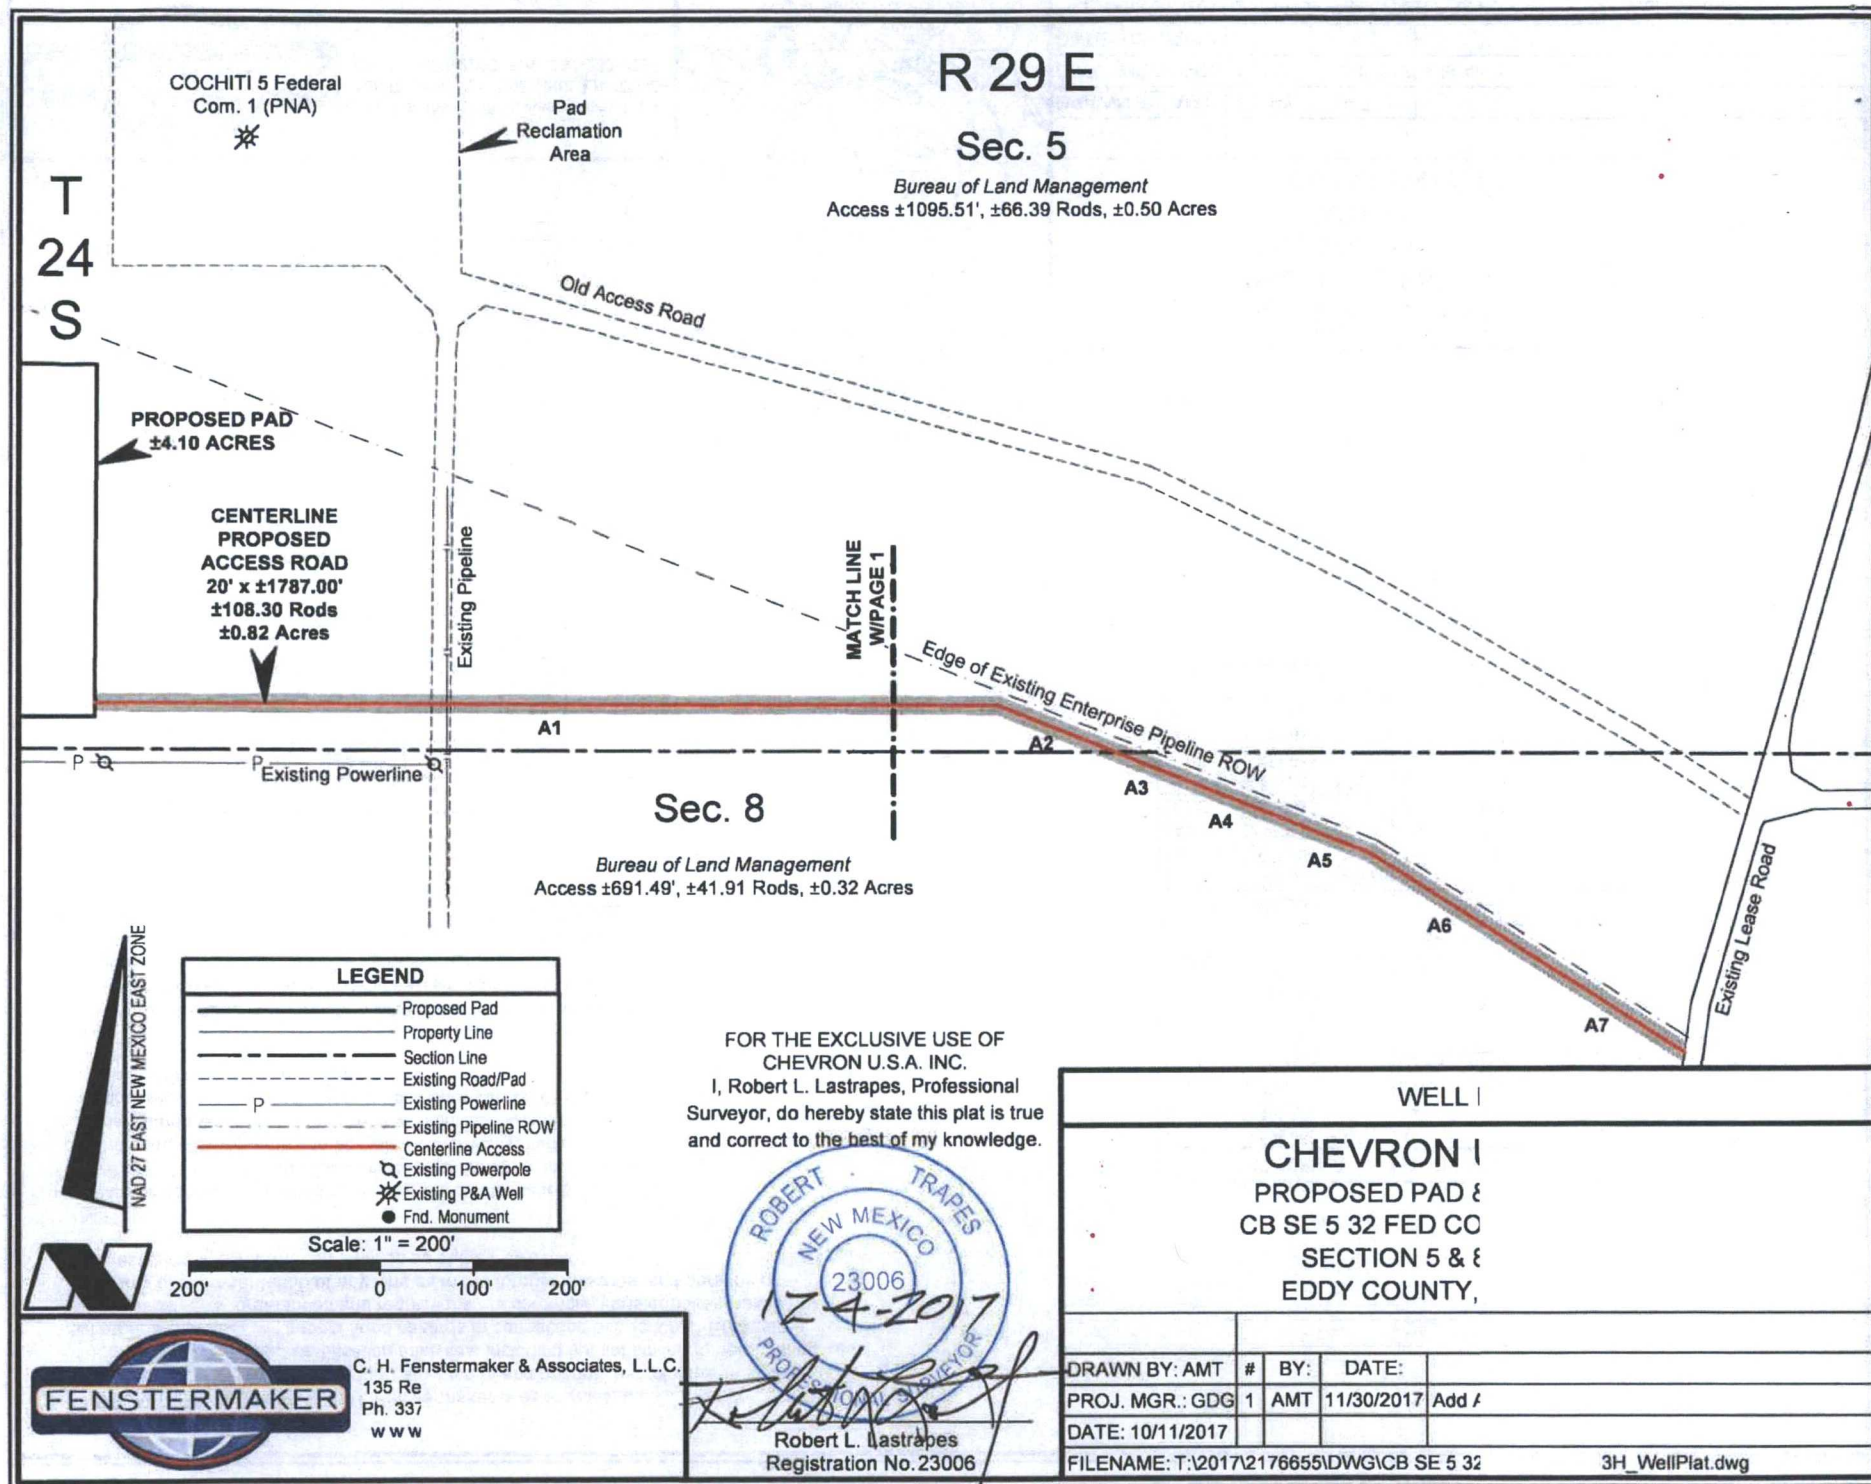 COCHITI 5 Federal
Com. 1 (PNA)
Pad
Reclamation
Area
R 29 E
Sec. 5
Bureau of Land Management
Access ±1095.51', ±66.39 Rods, ±0.50 Acres
T
24
S
Old Access Road
PROPOSED PAD
±4.10 ACRES
CENTERLINE
PROPOSED
ACCESS ROAD
20' x ±1787.00'
±108.30 Rods
±0.82 Acres
Existing Pipeline
MATCH LINE
W/PAGE 1
Edge of Existing Enterprise Pipeline ROW
A1
A2
A3
A4
A5
A6
A7
P
P
Existing Powerline
Sec. 8
Bureau of Land Management
Access ±691.49', ±41.91 Rods, ±0.32 Acres
Existing Lease Road
NAD 27 EAST NEW MEXICO EAST ZONE
LEGEND
Proposed Pad
Property Line
Section Line
Existing Road/Pad
P Existing Powerline
Existing Pipeline ROW
Centerline Access
Existing Powerpole
Existing P&A Well
Fnd. Monument
Scale: 1" = 200'
200' 0 100' 200'
FENSTERMAKER
C. H. Fenstermaker & Associates, L.L.C.
135 Re
Ph. 337
w w w
FOR THE EXCLUSIVE USE OF
CHEVRON U.S.A. INC.
I, Robert L. Lastrapes, Professional
Surveyor, do hereby state this plat is true
and correct to the best of my knowledge.
ROBERT TRAPES
NEW MEXICO
23006
PROFESSIONAL SURVEYOR
12-4-2017
Robert L. Lastrapes
Registration No. 23006
WELL
CHEVRON
PROPOSED PAD &
CB SE 5 32 FED CO
SECTION 5 & 8
EDDY COUNTY,
DRAWN BY: AMT # BY: DATE:
PROJ. MGR.: GDG 1 AMT 11/30/2017 Add
DATE: 10/11/2017
FILENAME: T:\2017\2176655\DWG\CB SE 5 32 3H_WellPlat.dwg